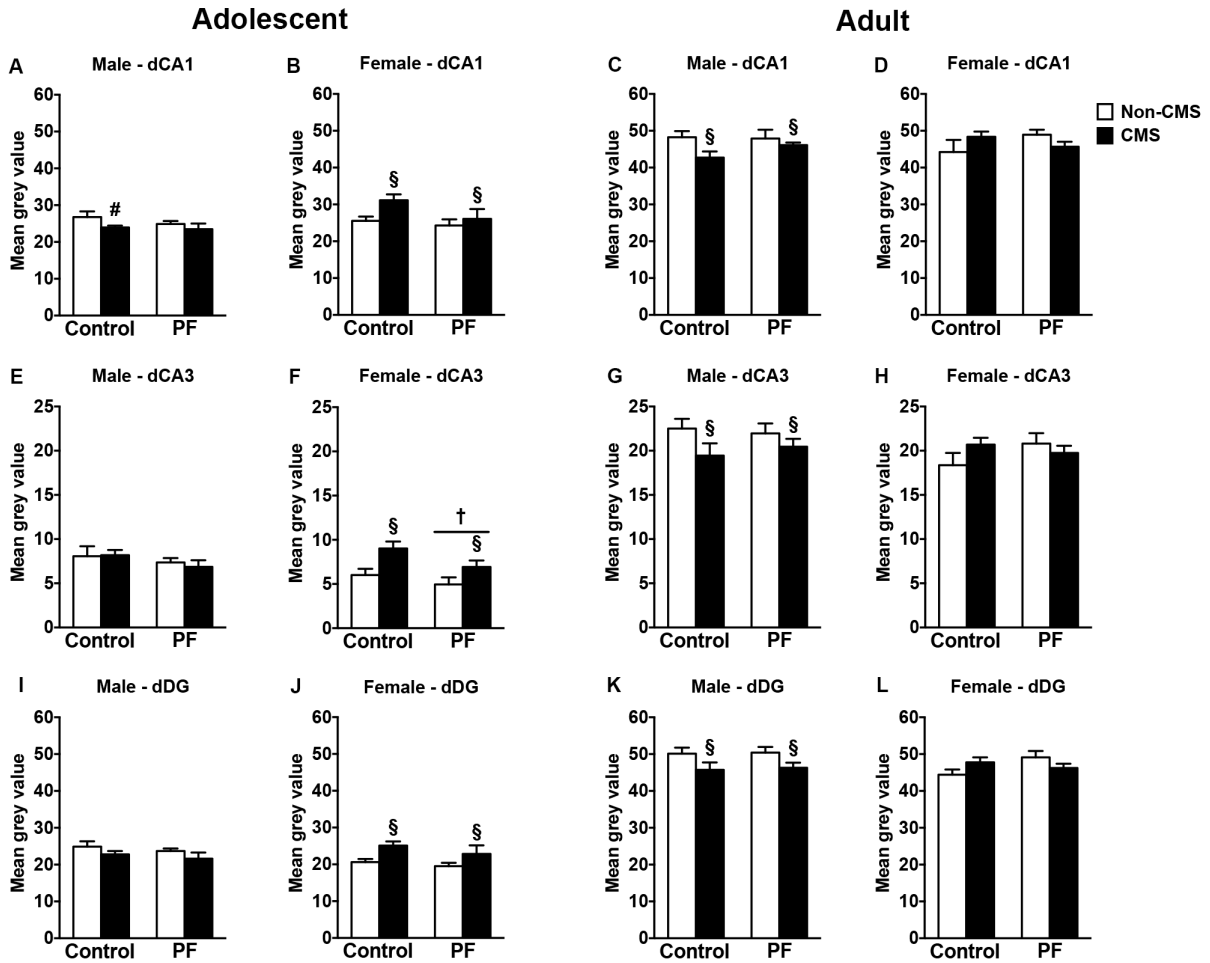 Adolescent
Adult
A Male - dCA1
B Female - dCA1
C Male - dCA1
D Female - dCA1
Non-CMS
CMS
Mean grey value
60
50
40
30
20
10
0
#
Control PF
Mean grey value
60
50
40
30
20
10
0
§ §
Control PF
Mean grey value
60
50
40
30
20
10
0
§ §
Control PF
Mean grey value
60
50
40
30
20
10
0
Control PF
E Male - dCA3
F Female - dCA3
G Male - dCA3
H Female - dCA3
Mean grey value
25
20
15
10
5
0
Control PF
Mean grey value
25
20
15
10
5
0
†
§ §
Control PF
Mean grey value
25
20
15
10
5
0
§ §
Control PF
Mean grey value
25
20
15
10
5
0
Control PF
I Male - dDG
J Female - dDG
K Male - dDG
L Female - dDG
Mean grey value
60
50
40
30
20
10
0
Control PF
Mean grey value
60
50
40
30
20
10
0
§ §
Control PF
Mean grey value
60
50
40
30
20
10
0
§ §
Control PF
Mean grey value
60
50
40
30
20
10
0
Control PF